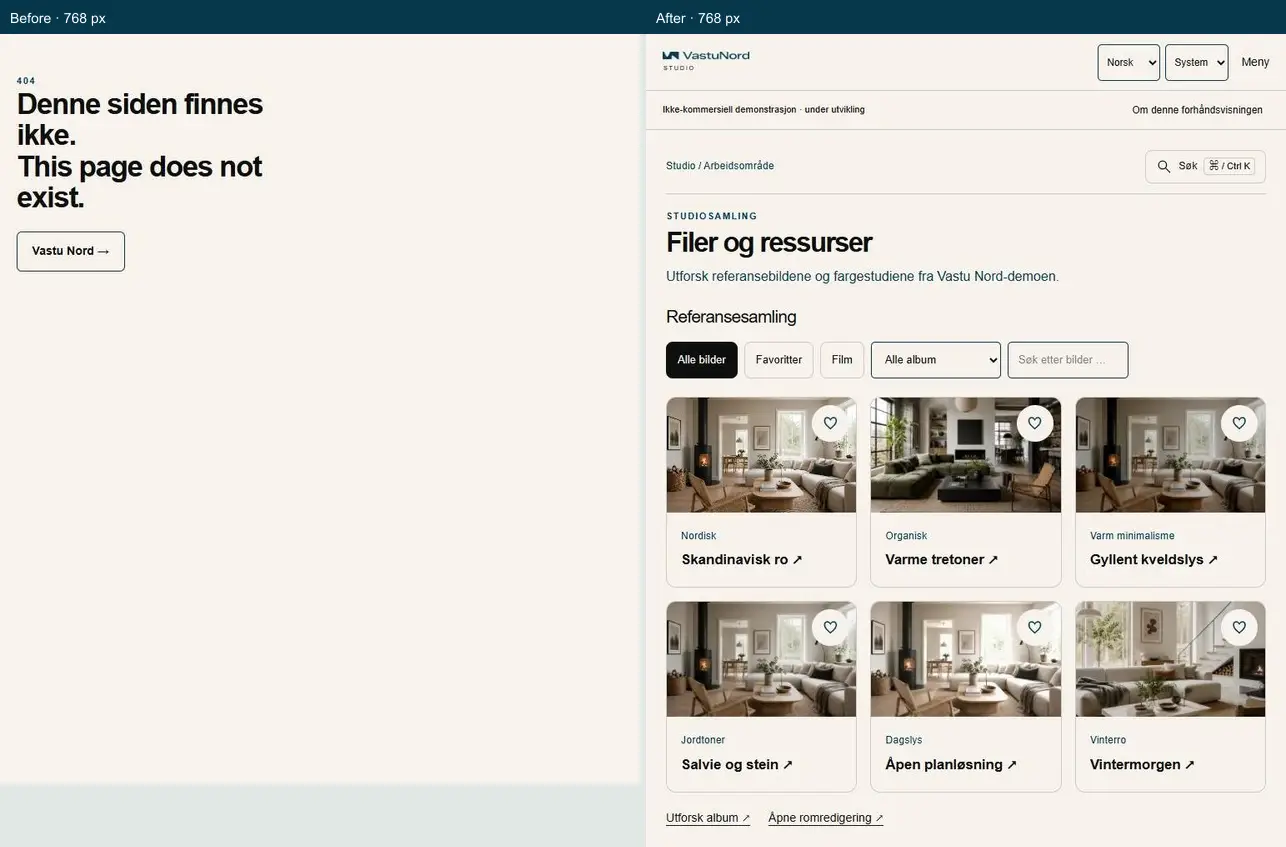 Before · 768 px
404
Denne siden finnes
ikke.
This page does not
exist.
Vastu Nord →
After · 768 px
VastuNord
STUDIO
Norsk
System
Meny
Ikke-kommersiell demonstrasjon · under utvikling
Om denne forhåndsvisningen
Studio / Arbeidsområde
Søk
⌘ / Ctrl K
STUDIOSAMLING
Filer og ressurser
Utforsk referansebildene og fargestudiene fra Vastu Nord-demoen.
Referansesamling
Alle bilder
Favoritter
Film
Alle album
Søk etter bilder ...
Nordisk
Skandinavisk ro ↗
Organisk
Varme tretoner ↗
Varm minimalisme
Gyllent kveldslys ↗
Jordtoner
Salvie og stein ↗
Dagslys
Åpen planløsning ↗
Vinterro
Vintermorgen ↗
Utforsk album ↗
Åpne romredigering ↗